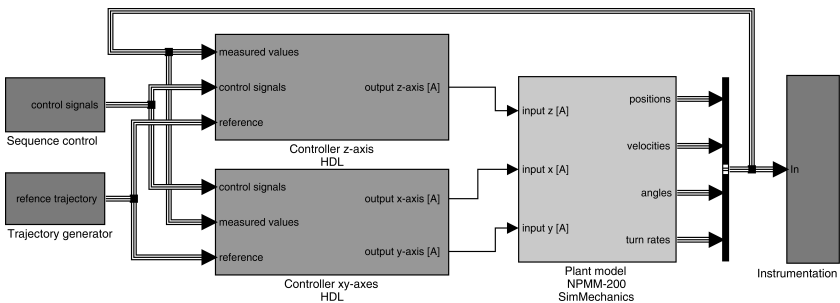 control signals
Sequence control
refence trajectory
Trajectory generator
measured values
control signals
reference
output z-axis [A]
Controller z-axis
HDL
control signals
measured values
reference
output x-axis [A]
output y-axis [A]
Controller xy-axes
HDL
input z [A]
input x [A]
input y [A]
positions
velocities
angles
turn rates
Plant model
NPMM-200
SimMechanics
In
Instrumentation